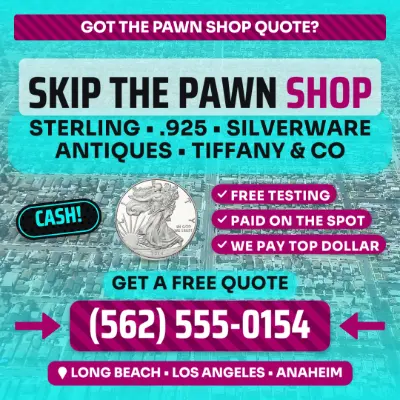 GOT THE PAWN SHOP QUOTE?
SKIP THE PAWN SHOP
STERLING ▪ .925 ▪ SILVERWARE
ANTIQUES ▪ TIFFANY & CO
CASH!
FREE TESTING
PAID ON THE SPOT
WE PAY TOP DOLLAR
GET A FREE QUOTE
(562) 555-0154
LONG BEACH ▪ LOS ANGELES ▪ ANAHEIM